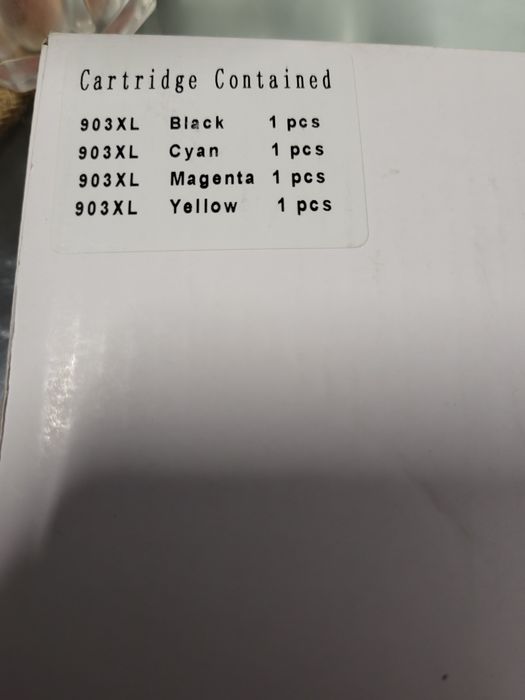 Cartridge Contained
903XL Black 1 pcs
903XL Cyan 1 pcs
903XL Magenta 1 pcs
903XL Yellow 1 pcs